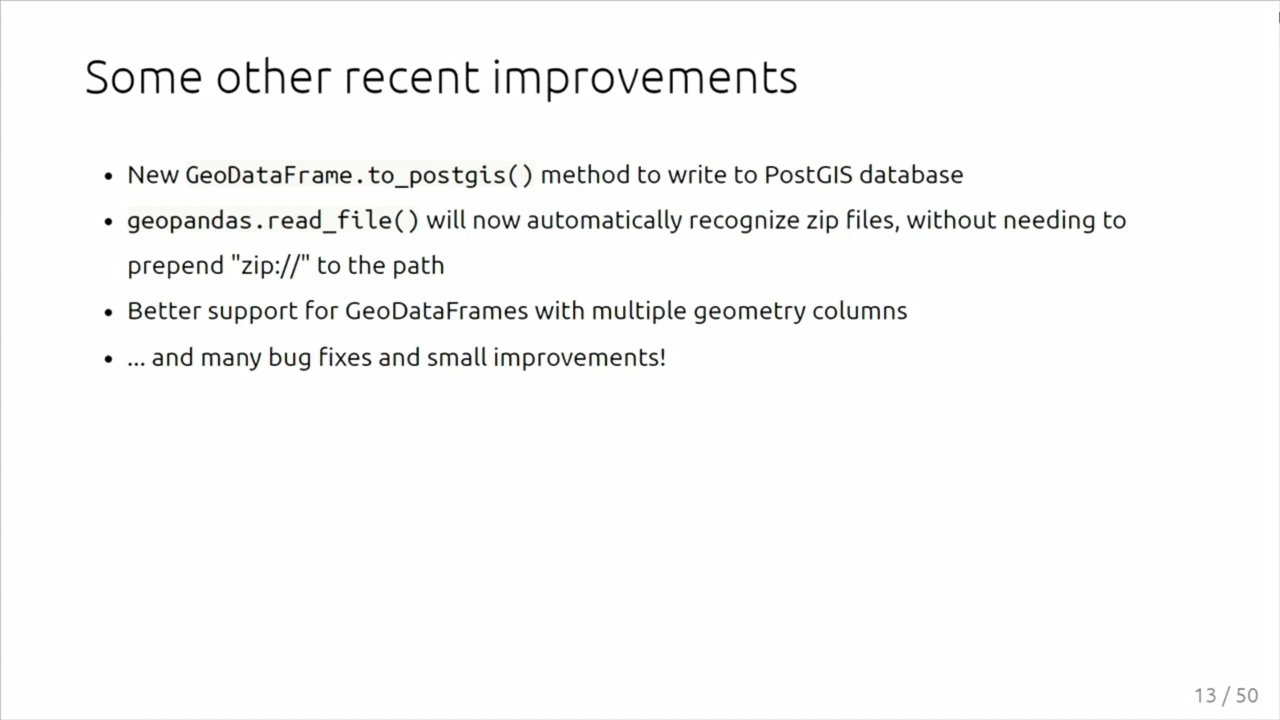 Some other recent improvements
• New GeoDataFrame.to_postgis() method to write to PostGIS database
• geopandas.read_file() will now automatically recognize zip files, without needing to
prepend "zip://" to the path
• Better support for GeoDataFrames with multiple geometry columns
• ... and many bug fixes and small improvements!
13 / 50